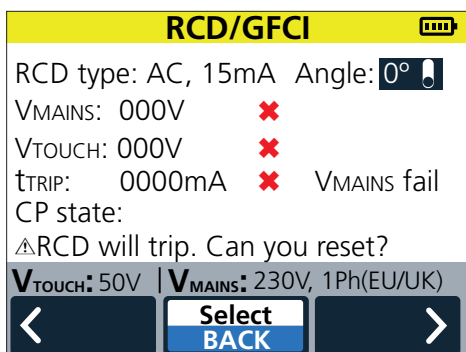 RCD/GFCI
RCD type: AC, 15mA Angle: 0°
VMAINS: 000V ✖
VTOUCH: 000V ✖
tTRIP: 0000mA ✖ VMAINS fail
CP state:
⚠RCD will trip. Can you reset?
VTOUCH: 50V | VMAINS: 230V, 1Ph(EU/UK)
Select
BACK